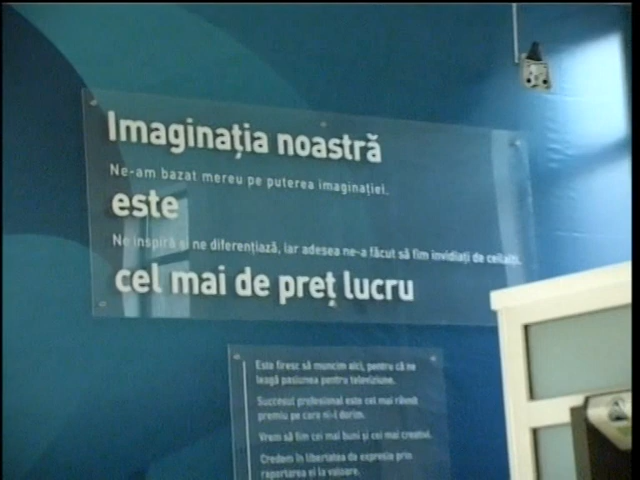 Imaginația noastră
Ne-am bazat mereu pe puterea imaginației.
este
Ne inspiră și ne diferențiază, iar adesea ne-a făcut să fim invidiați de ceilalți.
cel mai de preț lucru
Este firesc să muncim aici, pentru că ne
leagă pasiunea pentru televiziune.
Succesul profesional este cel mai râvnit
premiu pe care ni-l dorim.
Vrem să fim cei mai buni și cei mai creativi.
Credem în libertatea de expresie prin
raportarea ei la valoare.